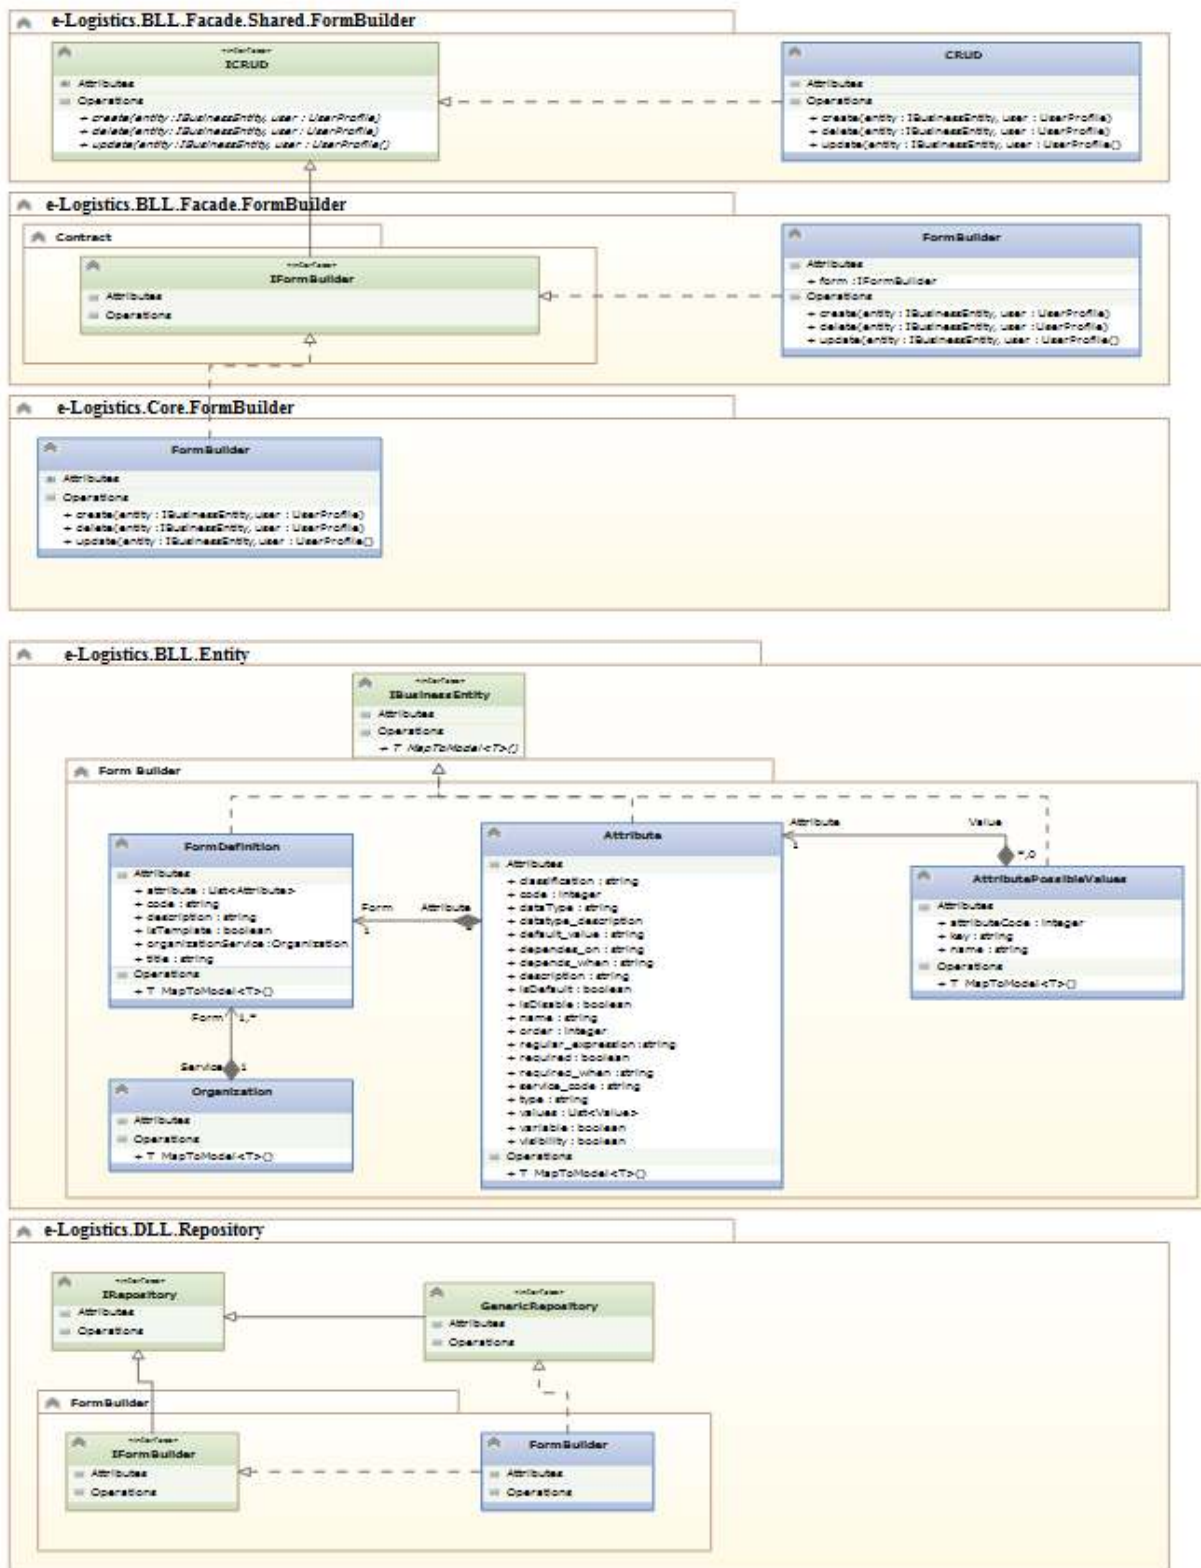 e-Logistics.BLL.Facade.Shared.FormBuilder
«interface»
ICRUD
Attributes
Operations
+ create(entity :IBusinessEntity, user : UserProfile)
+ delete(entity: IBusinessEntity, user : UserProfile)
+ update(entity :IBusinessEntity, user : UserProfile()
CRUD
Attributes
Operations
+ create(entity : IBusinessEntity, user : UserProfile)
+ delete(entity : IBusinessEntity, user : UserProfile)
+ update(entity : IBusinessEntity, user : UserProfile()
e-Logistics.BLL.Facade.FormBuilder
Contract
«interface»
IFormBuilder
Attributes
Operations
FormBuilder
Attributes
+ form :IFormBuilder
Operations
+ create(entity : IBusinessEntity, user : UserProfile)
+ delete(entity : IBusinessEntity, user :UserProfile)
+ update(entity : IBusinessEntity, user : UserProfile()
e-Logistics.Core.FormBuilder
FormBuilder
Attributes
Operations
+ create(entity : IBusinessEntity,user : UserProfile)
+ delete(entity :IBusinessEntity, user : UserProfile)
+ update(entity : IBusinessEntity,user : UserProfile()
e-Logistics.BLL.Entity
«interface»
IBusinessEntity
Attributes
Operations
+ T MapToModel<T>()
Form Builder
FormDefinition
Attributes
+ attribute : List<Attribute>
+ code : string
+ description : string
+ isTemplate : boolean
+ organizationService :Organization
+ title : string
Operations
+ T MapToModel<T>()
Form Attribute
1
Attribute
Attributes
+ classification : string
+ code : integer
+ dataType : string
+ datatype_description
+ default_value : string
+ dependes_on : string
+ depends_when : string
+ description : string
+ isDefault : boolean
+ isDisable : boolean
+ name : string
+ order : integer
+ regular_expression :string
+ required : boolean
+ required_when : string
+ service_code : string
+ type : string
+ values : List<Value>
+ variable : boolean
+ visibility : boolean
Operations
+ T MapToModel<T>()
Attribute Value
1 *,0
AttributePossibleValues
Attributes
+ attributeCode : integer
+ key : string
+ name : string
Operations
+ T MapToModel<T>()
Form 1,*
Service 1
Organization
Attributes
Operations
+ T MapToModel<T>()
e-Logistics.DLL.Repository
«interface»
IRepository
Attributes
Operations
«interface»
GenericRepository
Attributes
Operations
FormBuilder
«interface»
IFormBuilder
Attributes
Operations
FormBuilder
Attributes
Operations